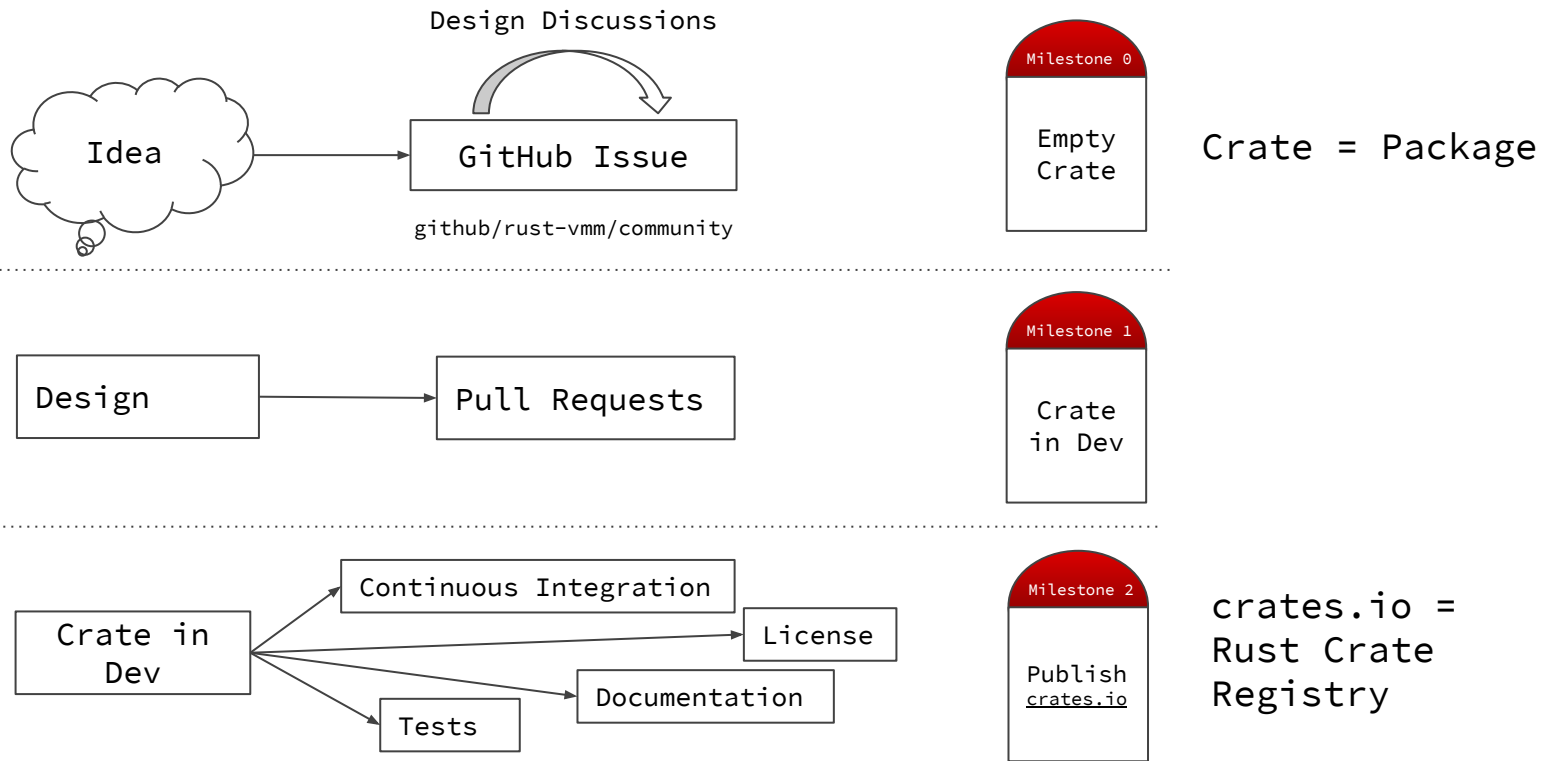 Design Discussions
Milestone 0
Idea
GitHub Issue
Empty
Crate
Crate = Package
github/rust-vmm/community
Milestone 1
Design
Pull Requests
Crate
in Dev
Continuous Integration
Milestone 2
Crate in
Dev
License
Documentation
Tests
Publish
crates.io
crates.io =
Rust Crate
Registry